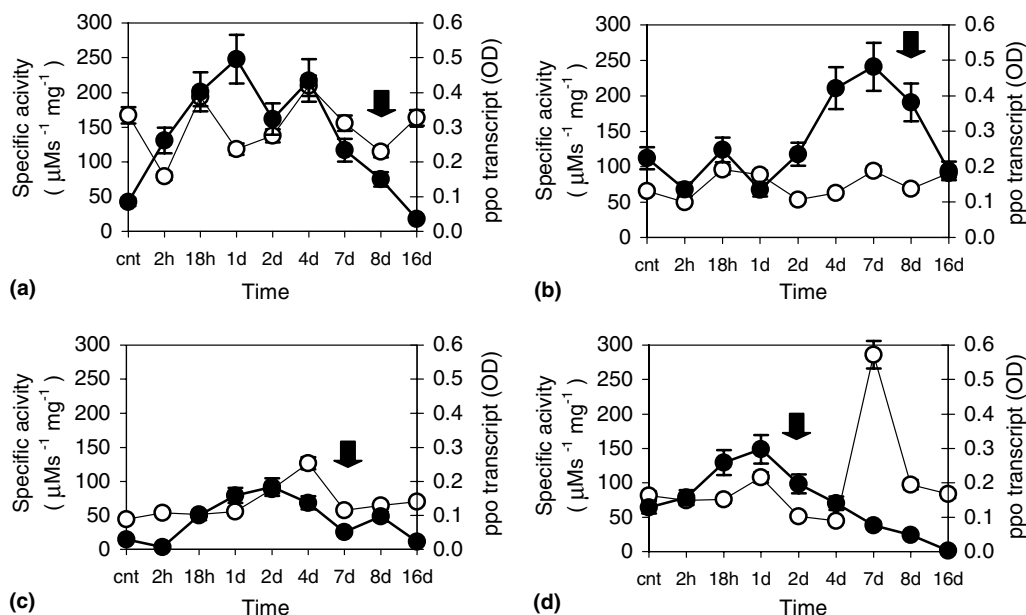 300 0.6 300 0.6
250 0.5 250 0.5
200 0.4 200 0.4
150 0.3 150 0.3
100 0.2 100 0.2
50 0.1 50 0.1
0 0.0 0 0.0
Specific acivity
( µMs⁻¹ mg⁻¹ )
ppo transcript (OD)
Specific acivity
( µMs⁻¹ mg⁻¹ )
ppo transcript (OD)
cnt 2h 18h 1d 2d 4d 7d 8d 16d
cnt 2h 18h 1d 2d 4d 7d 8d 16d
(a) Time
(b) Time
300 0.6 300 0.6
250 0.5 250 0.5
200 0.4 200 0.4
150 0.3 150 0.3
100 0.2 100 0.2
50 0.1 50 0.1
0 0.0 0 0.0
Specific acivity
( µMs⁻¹ mg⁻¹ )
ppo transcript (OD)
Specific acivity
( µMs⁻¹ mg⁻¹ )
ppo transcript (OD)
cnt 2h 18h 1d 2d 4d 7d 8d 16d
cnt 2h 18h 1d 2d 4d 7d 8d 16d
(c) Time
(d) Time